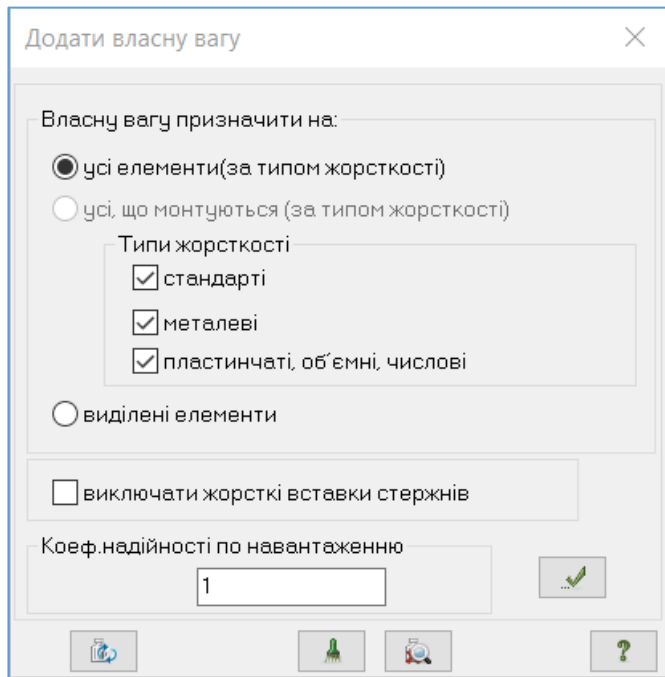 Додати власну вагу
Власну вагу призначити на:
усі елементи(за типом жорсткості)
усі, що монтуються (за типом жорсткості)
Типи жорсткості
стандарті
металеві
пластинчаті, об´ємні, числові
виділені елементи
виключати жорсткі вставки стержнів
Коеф.надійності по навантаженню
1